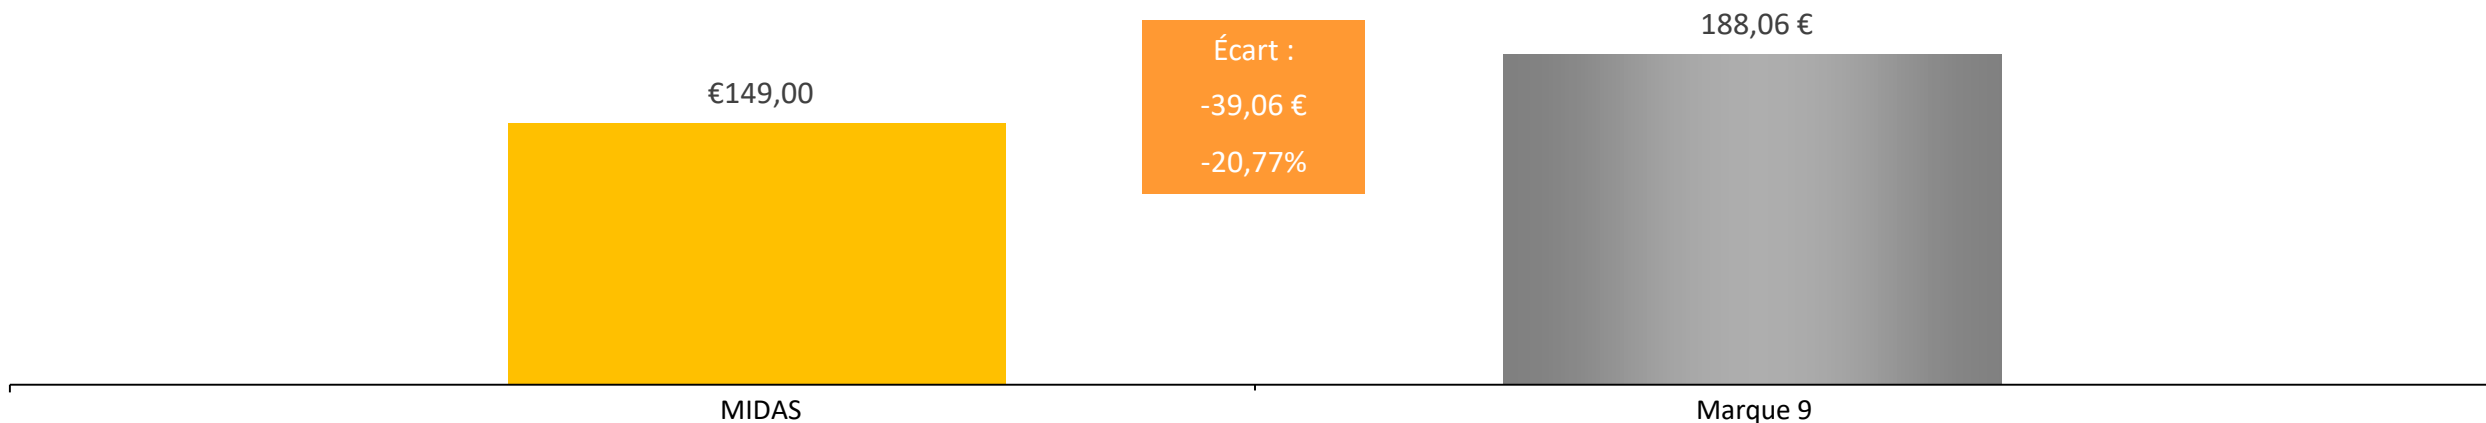 188,06 €
Écart :
-39,06 €
-20,77%
€149,00
MIDAS
Marque 9